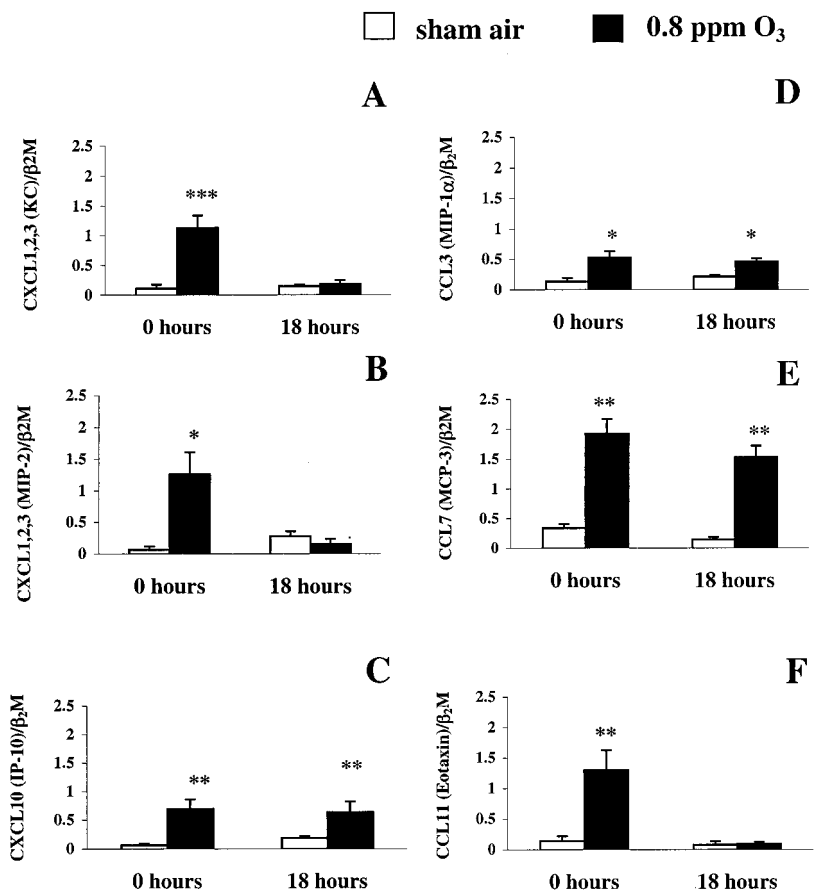 sham air
0.8 ppm O₃
A
CXCL1,2,3 (KC)/β2M
2.5
2
1.5
1
0.5
0
***
0 hours
18 hours
B
CXCL1,2,3 (MIP-2)/β2M
2.5
2
1.5
1
0.5
0
*
0 hours
18 hours
C
CXCL10 (IP-10)/β₂M
2.5
2
1.5
1
0.5
0
**
**
0 hours
18 hours
D
CCL3 (MIP-1α)/β₂M
2.5
2
1.5
1
0.5
0
*
*
0 hours
18 hours
E
CCL7 (MCP-3)/β2M
2.5
2
1.5
1
0.5
0
**
**
0 hours
18 hours
F
CCL11 (Eotaxin)/β₂M
2.5
2
1.5
1
0.5
0
**
0 hours
18 hours